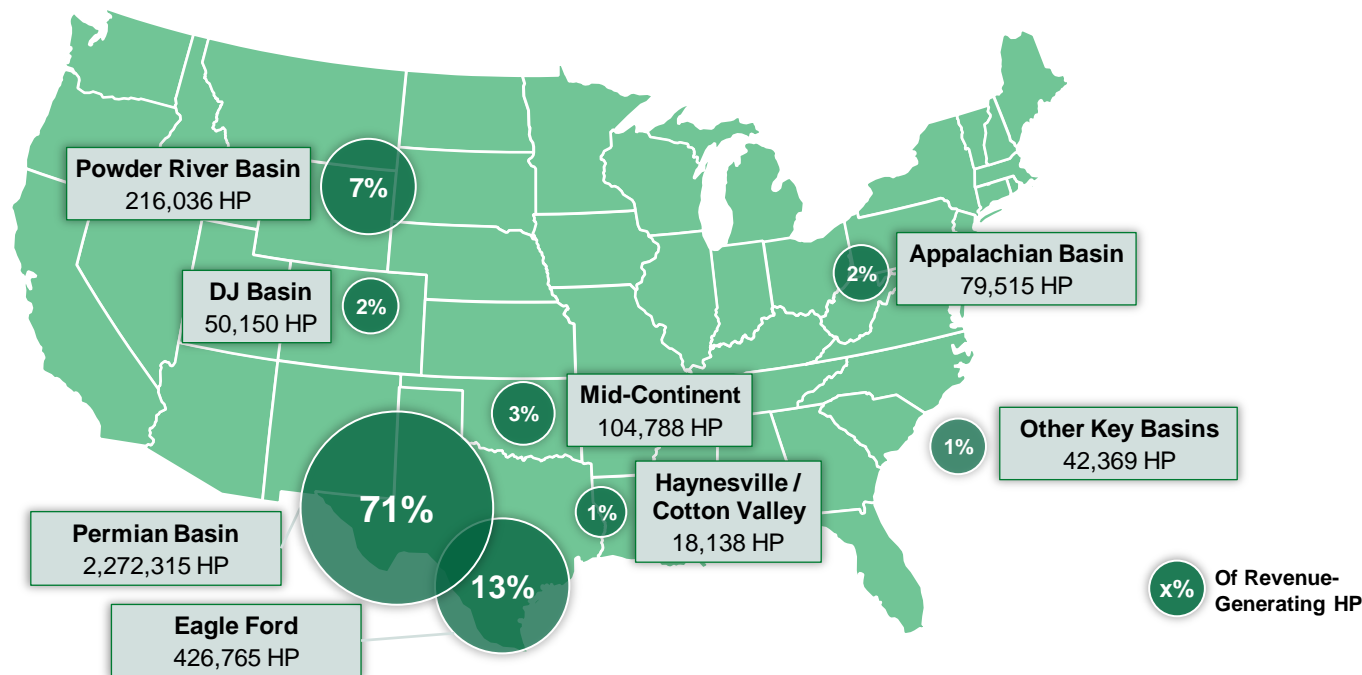 Powder River Basin
216,036 HP
7%
DJ Basin
50,150 HP
2%
2%
Appalachian Basin
79,515 HP
3%
Mid-Continent
104,788 HP
1%
Other Key Basins
42,369 HP
71%
1%
Haynesville /
Cotton Valley
18,138 HP
Permian Basin
2,272,315 HP
13%
Eagle Ford
426,765 HP
x%
Of Revenue-
Generating HP